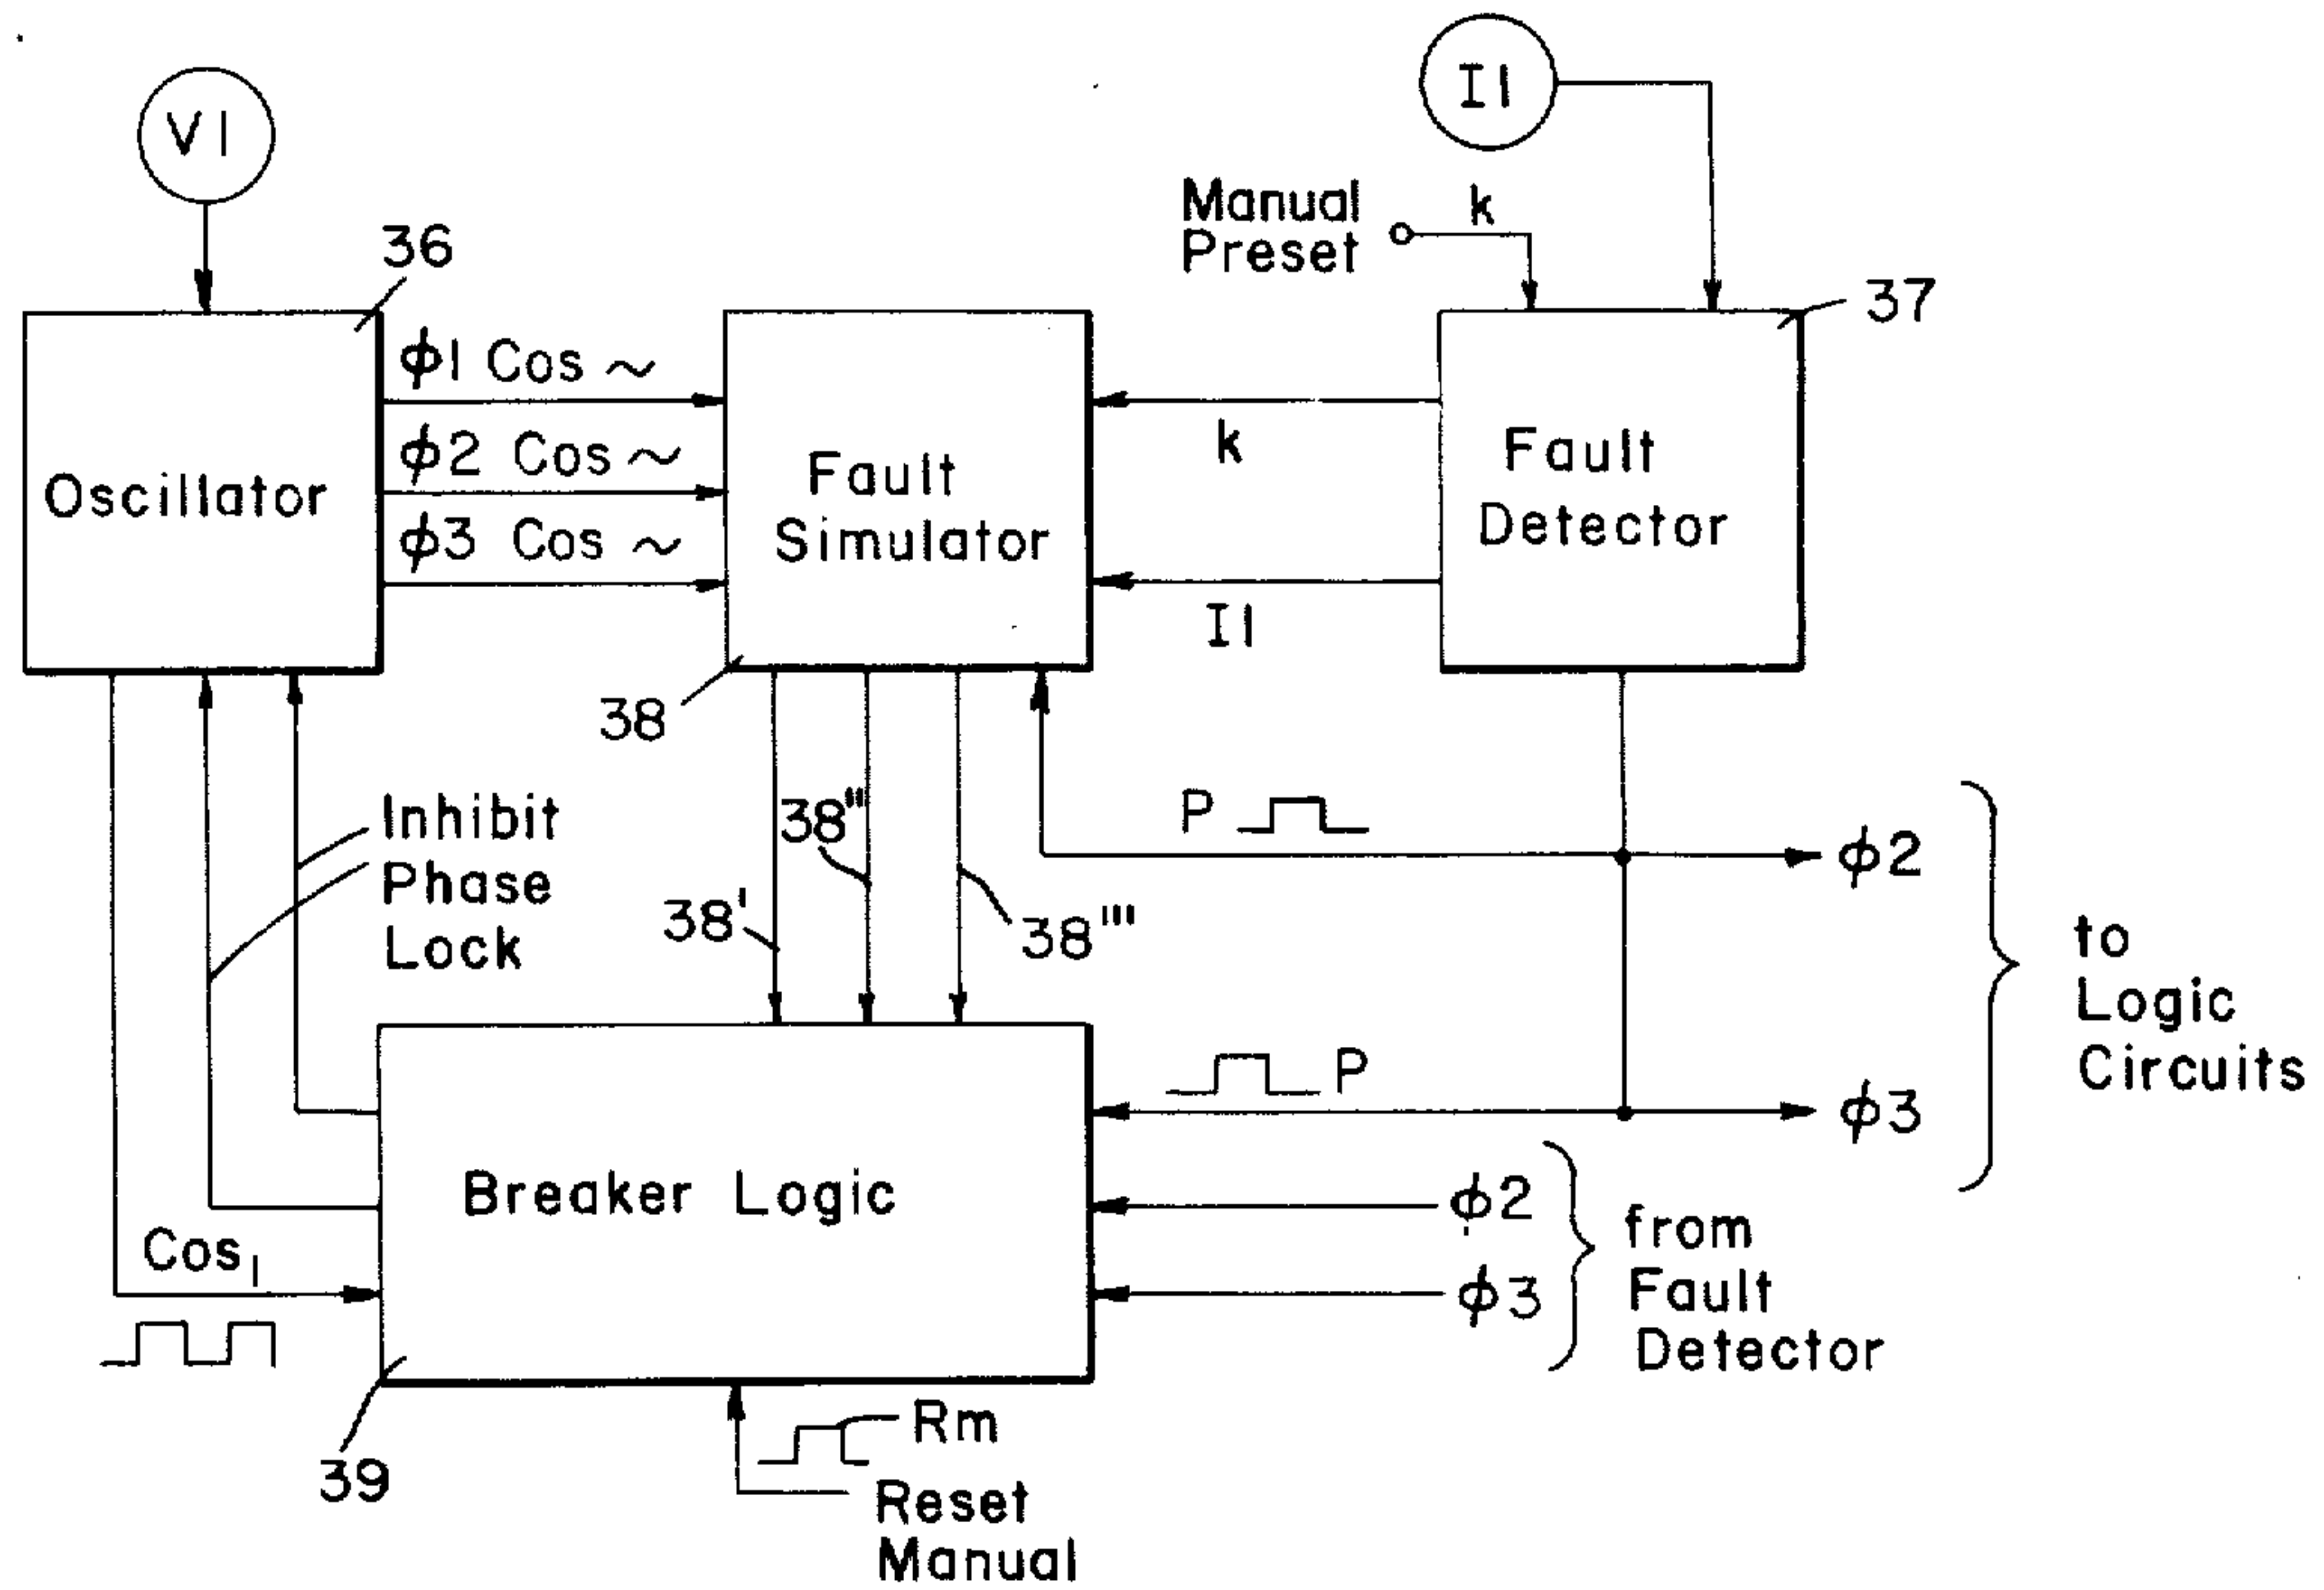 V1
I1
Manual
Preset
k
36
37
ϕ1 Cos ~
ϕ2 Cos ~
ϕ3 Cos ~
Oscillator
Fault
Simulator
k
I1
Fault
Detector
38
Inhibit
Phase
Lock
38'
38"
38'''
P
ϕ2
ϕ3
to
Logic
Circuits
P
Breaker Logic
Cos1
ϕ2
ϕ3
from
Fault
Detector
39
Rm
Reset
Manual